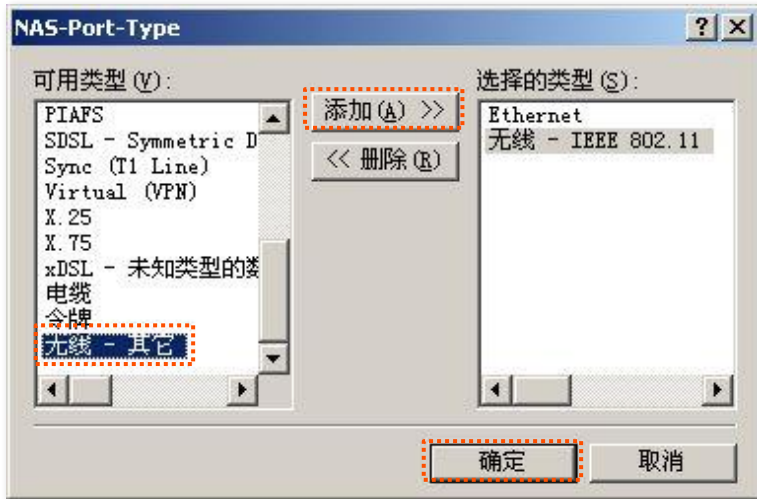 NAS-Port-Type
可用类型(V):
PIAFS
SDSL - Symmetric D
Sync (T1 Line)
Virtual (VPN)
X.25
X.75
xDSL - 未知类型的数
电缆
令牌
无线 - 其它
添加(A) >>
<< 删除(R)
选择的类型(S):
Ethernet
无线 - IEEE 802.11
确定
取消